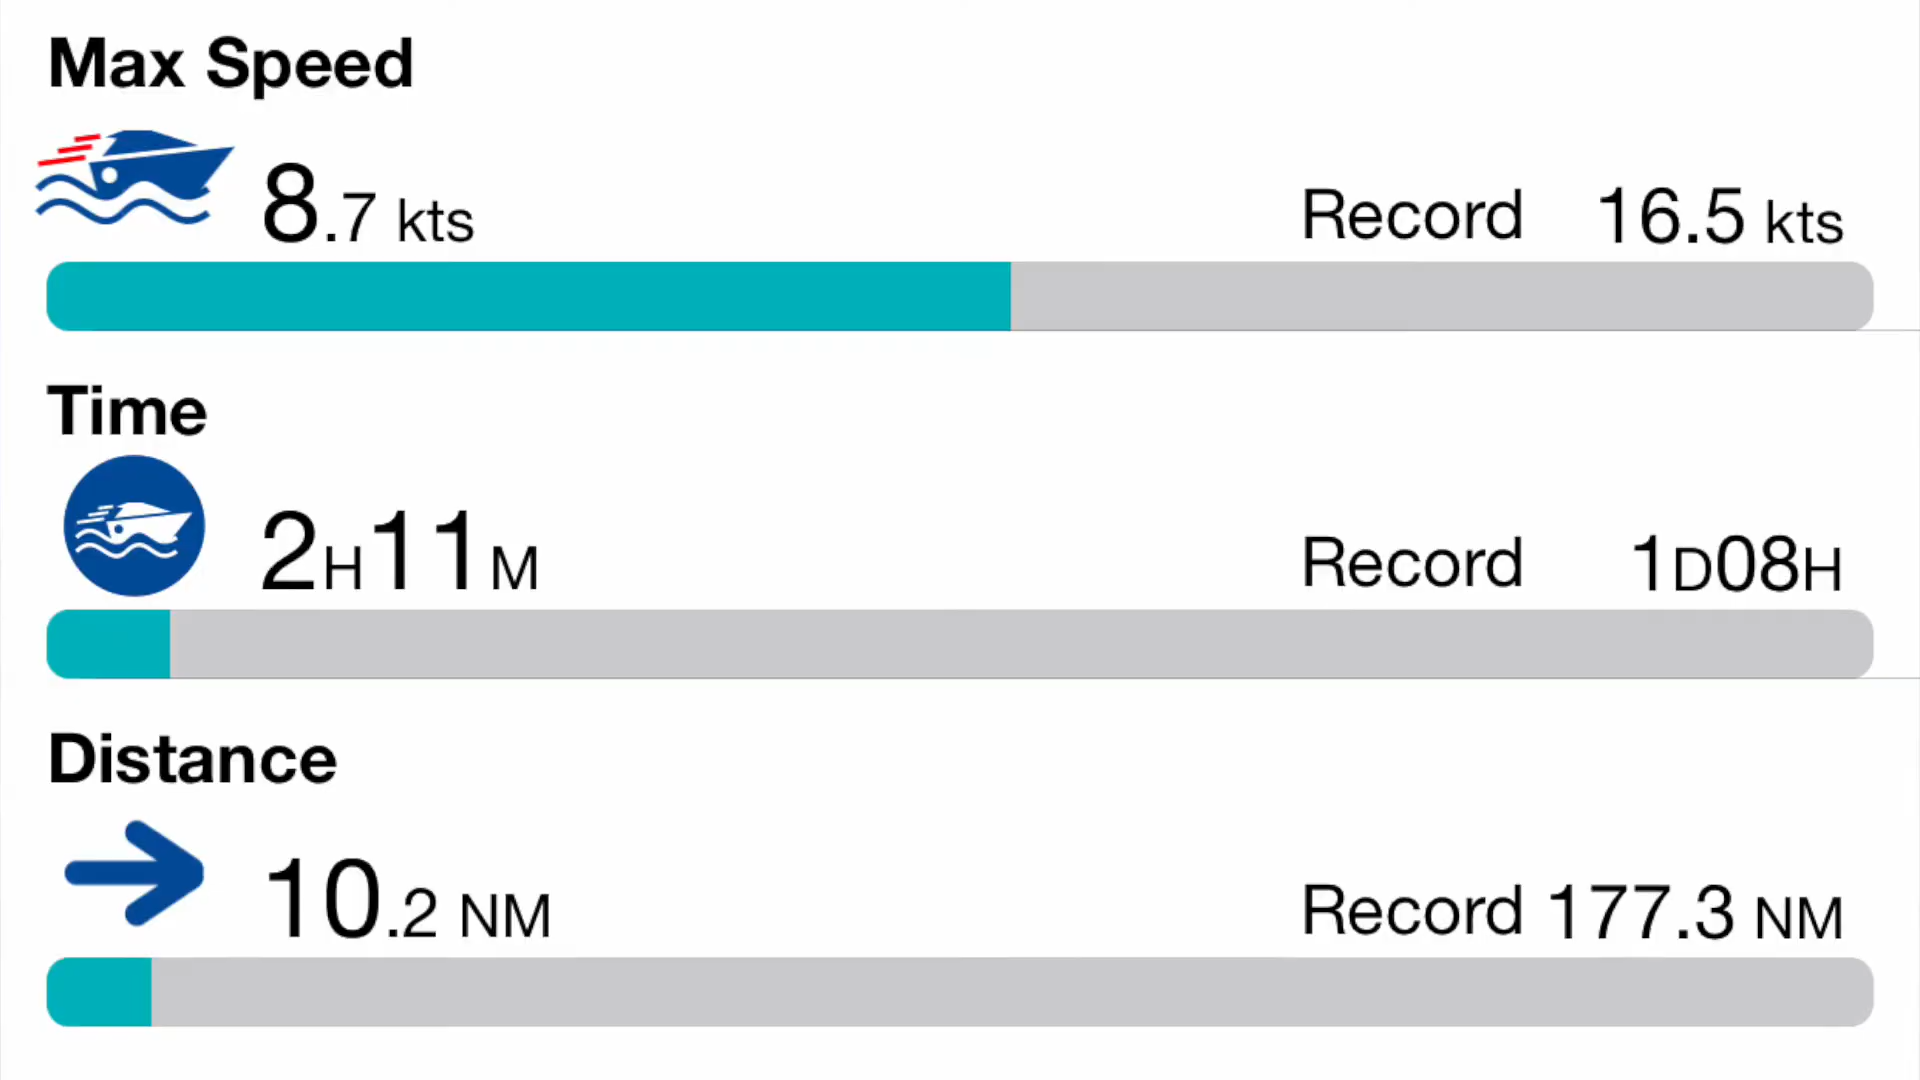 Max Speed
8.7 kts Record 16.5 kts
Time
2H11M Record 1D08H
Distance
10.2 NM Record 177.3 NM